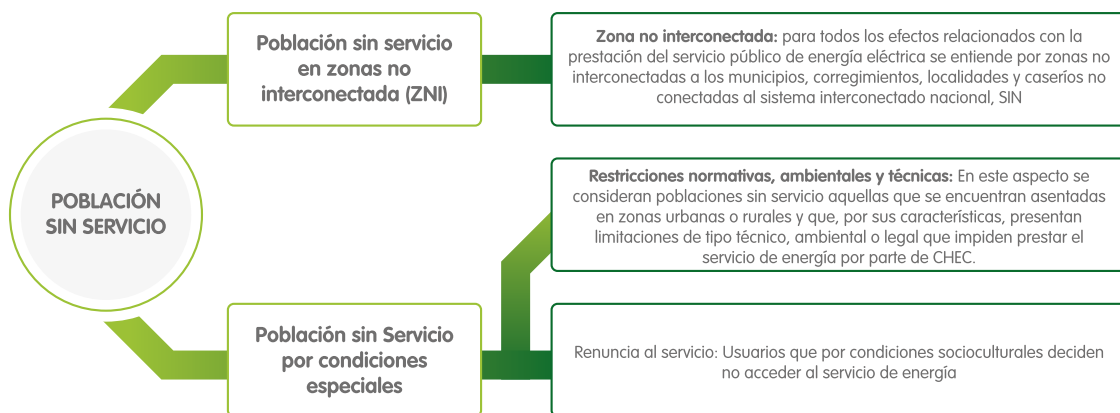 POBLACIÓN
SIN SERVICIO
Población sin servicio
en zonas no
interconectada (ZNI)
Zona no interconectada: para todos los efectos relacionados con la
prestación del servicio público de energía eléctrica se entiende por zonas no
interconectadas a los municipios, corregimientos, localidades y caseríos no
conectadas al sistema interconectado nacional, SIN
Restricciones normativas, ambientales y técnicas: En este aspecto se
consideran poblaciones sin servicio aquellas que se encuentran asentadas
en zonas urbanas o rurales y que, por sus características, presentan
limitaciones de tipo técnico, ambiental o legal que impiden prestar el
servicio de energía por parte de CHEC.
Población sin Servicio
por condiciones
especiales
Renuncia al servicio: Usuarios que por condiciones socioculturales deciden
no acceder al servicio de energía